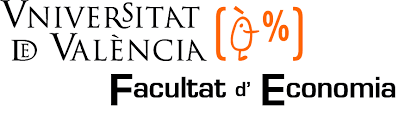 VNIVERSITAT
DE VALÈNCIA [ò%]
Facultat d' Economia